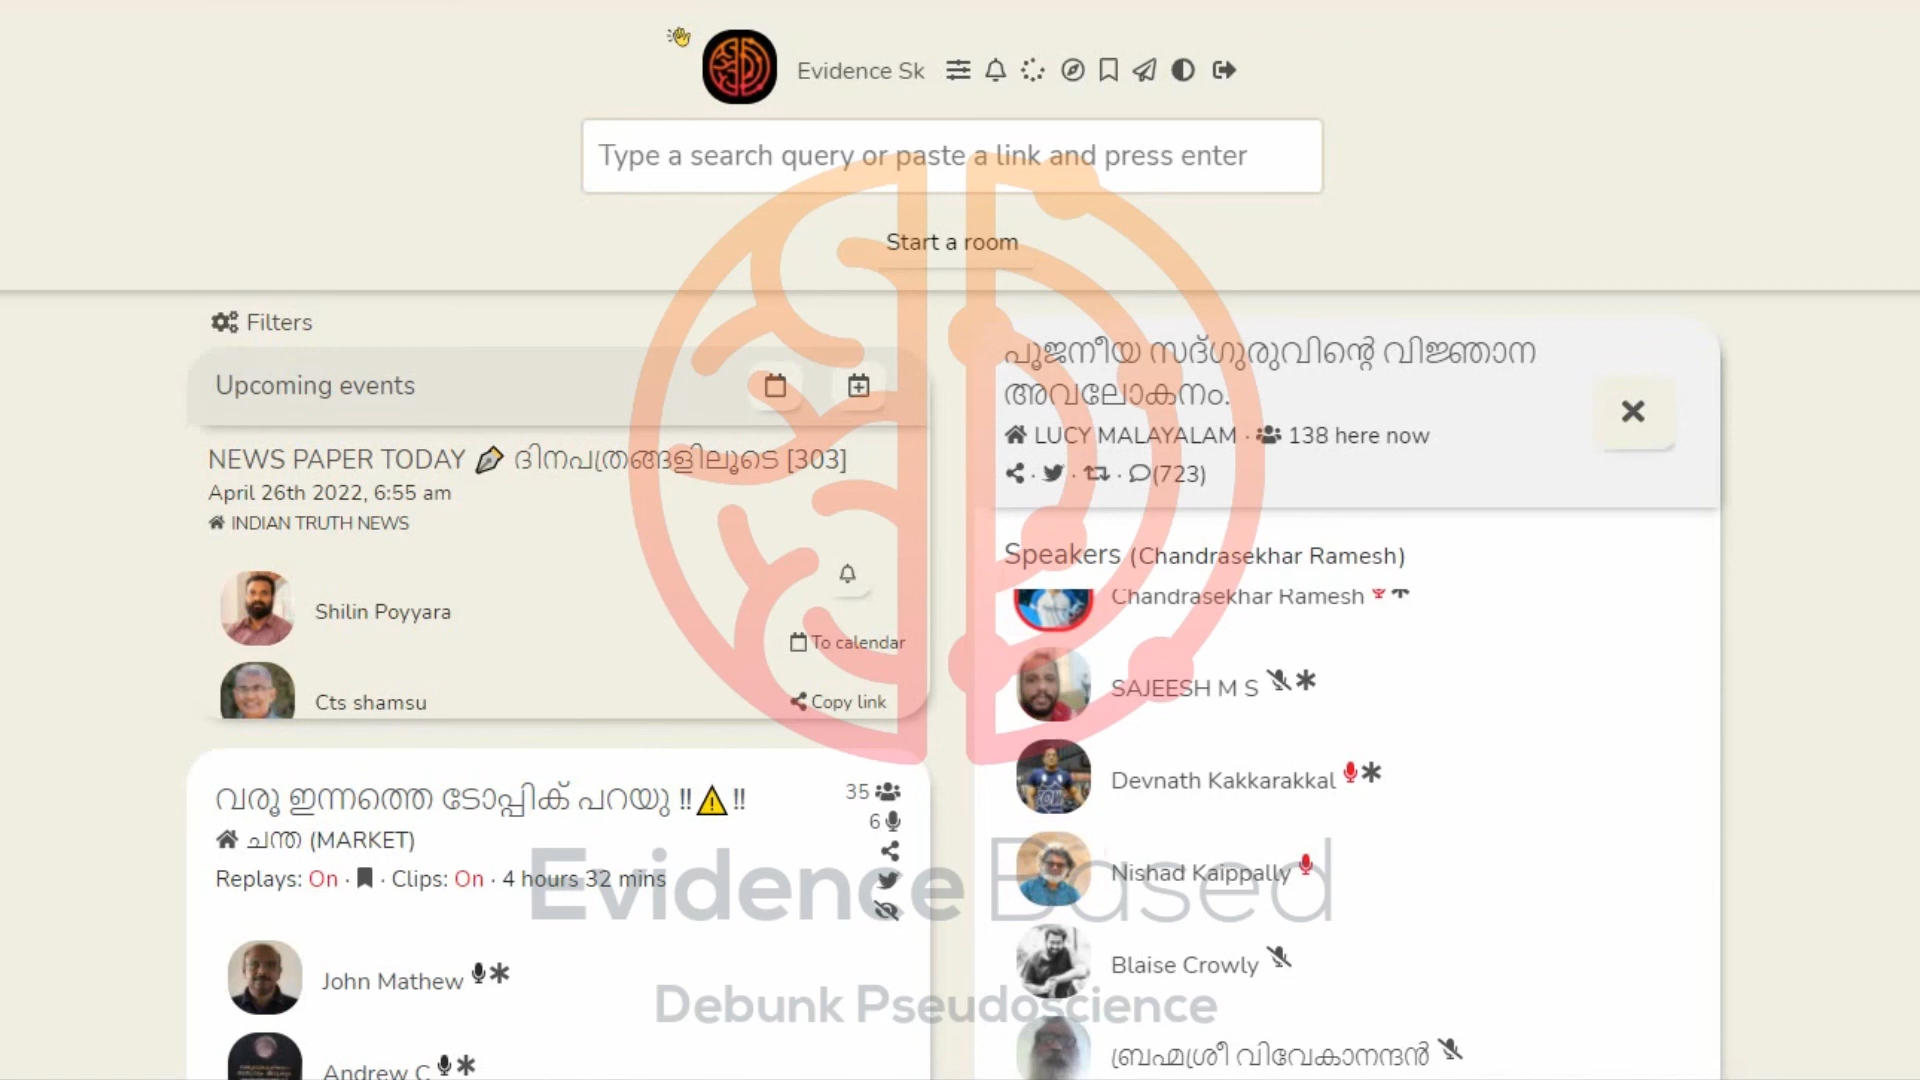 Evidence Sk
Type a search query or paste a link and press enter
Start a room
Filters
Upcoming events
NEWS PAPER TODAY ദിനപത്രങ്ങളിലൂടെ [303]
April 26th 2022, 6:55 am
INDIAN TRUTH NEWS
Shilin Poyyara
To calendar
Cts shamsu
Copy link
വരൂ ഇന്നത്തെ ടോപ്പിക് പറയു ‼⚠‼
35
6
ചന്ത (MARKET)
Replays: On · · Clips: On · 4 hours 32 mins
John Mathew
Andrew C
പൂജനീയ സദ്ഗുരുവിന്റെ വിജ്ഞാന
അവലോകനം.
LUCY MALAYALAM · 138 here now
(723)
Speakers (Chandrasekhar Ramesh)
Chandrasekhar Ramesh
SAJEESH M S
Devnath Kakkarakkal
Nishad Kaippally
Blaise Crowly
ബ്രഹ്മശ്രീ വിവേകാനന്ദൻ
Evidence Based
Debunk Pseudoscience